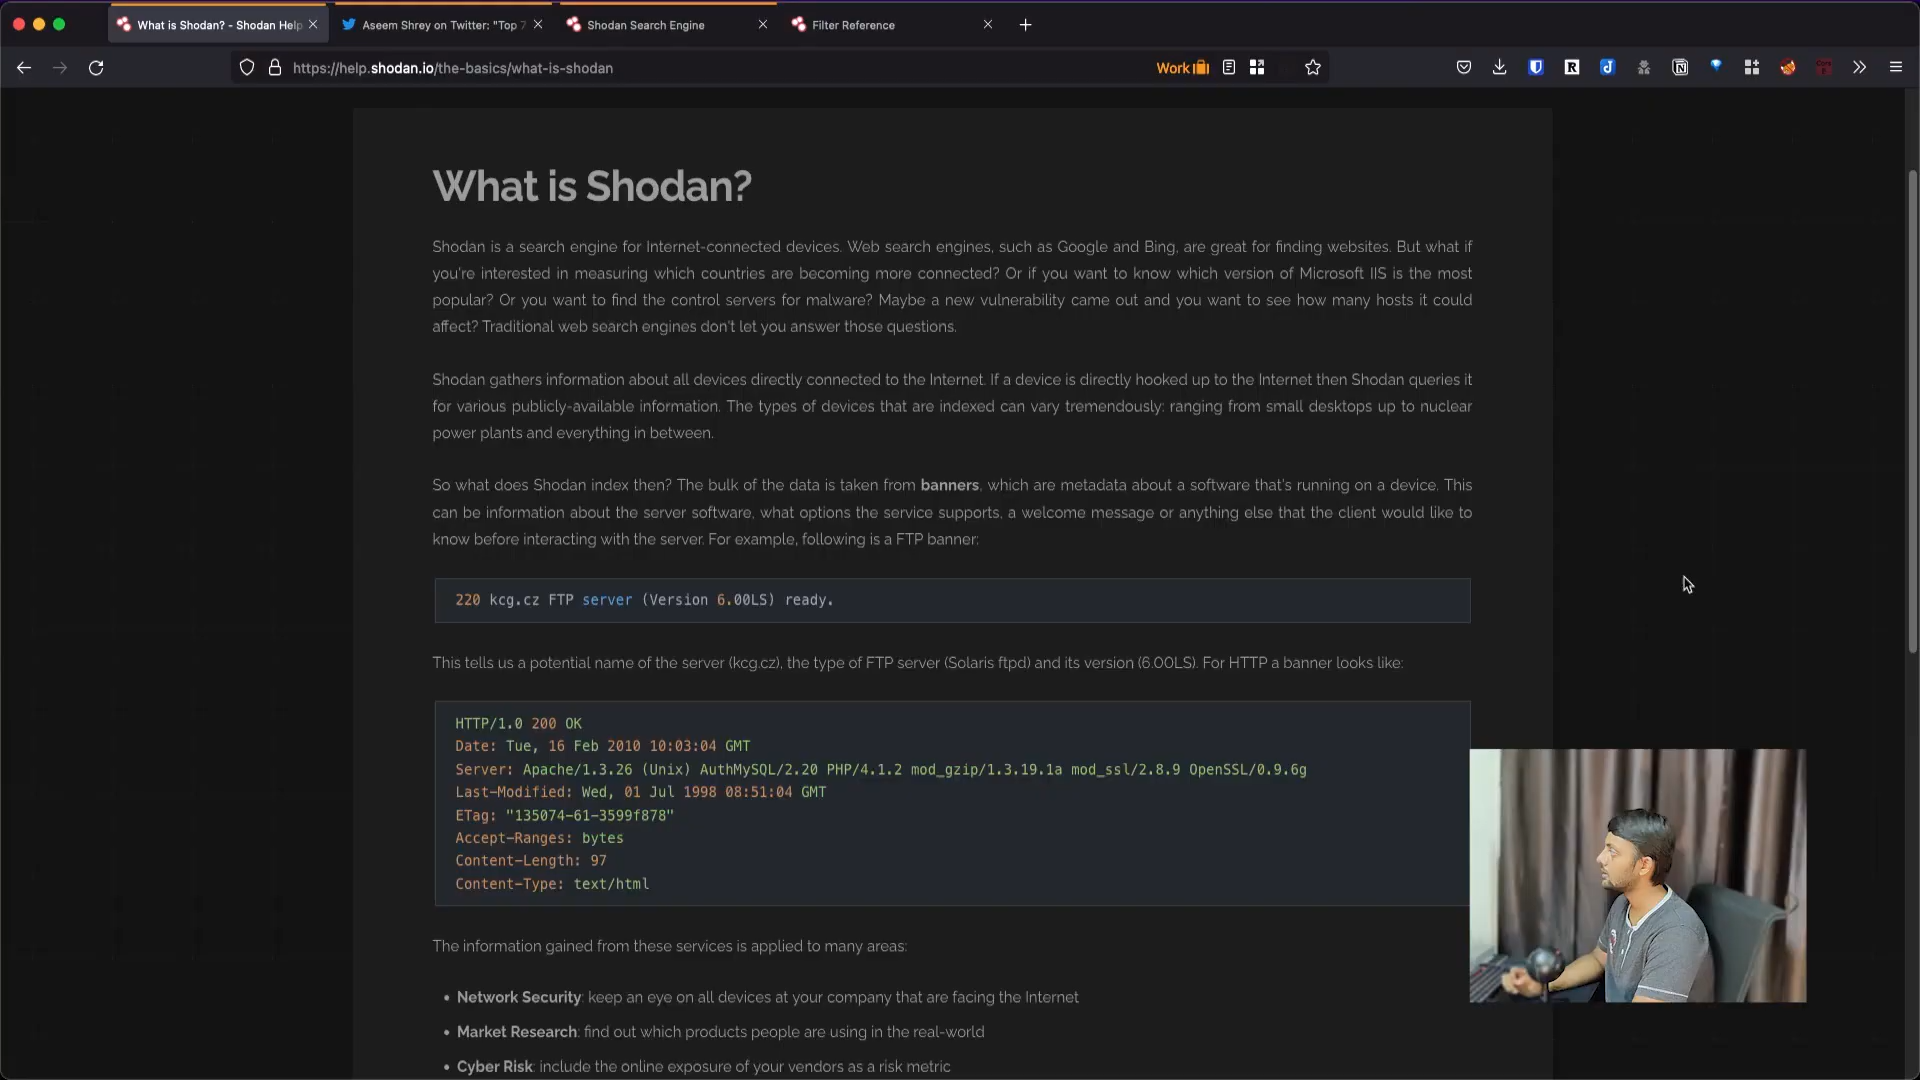 What is Shodan? - Shodan Help
Aseem Shrey on Twitter: "Top 7
Shodan Search Engine
Filter Reference
https://help.shodan.io/the-basics/what-is-shodan
Work
What is Shodan?
Shodan is a search engine for Internet-connected devices. Web search engines, such as Google and Bing, are great for finding websites. But what if
you're interested in measuring which countries are becoming more connected? Or if you want to know which version of Microsoft IIS is the most
popular? Or you want to find the control servers for malware? Maybe a new vulnerability came out and you want to see how many hosts it could
affect? Traditional web search engines don't let you answer those questions.
Shodan gathers information about all devices directly connected to the Internet. If a device is directly hooked up to the Internet then Shodan queries it
for various publicly-available information. The types of devices that are indexed can vary tremendously: ranging from small desktops up to nuclear
power plants and everything in between.
So what does Shodan index then? The bulk of the data is taken from banners, which are metadata about a software that's running on a device. This
can be information about the server software, what options the service supports, a welcome message or anything else that the client would like to
know before interacting with the server. For example, following is a FTP banner:
220 kcg.cz FTP server (Version 6.00LS) ready.
This tells us a potential name of the server (kcg.cz), the type of FTP server (Solaris ftpd) and its version (6.00LS). For HTTP a banner looks like:
HTTP/1.0 200 OK
Date: Tue, 16 Feb 2010 10:03:04 GMT
Server: Apache/1.3.26 (Unix) AuthMySQL/2.20 PHP/4.1.2 mod_gzip/1.3.19.1a mod_ssl/2.8.9 OpenSSL/0.9.6g
Last-Modified: Wed, 01 Jul 1998 08:51:04 GMT
ETag: "135074-61-3599f878"
Accept-Ranges: bytes
Content-Length: 97
Content-Type: text/html
The information gained from these services is applied to many areas:
• Network Security: keep an eye on all devices at your company that are facing the Internet
• Market Research: find out which products people are using in the real-world
• Cyber Risk: include the online exposure of your vendors as a risk metric